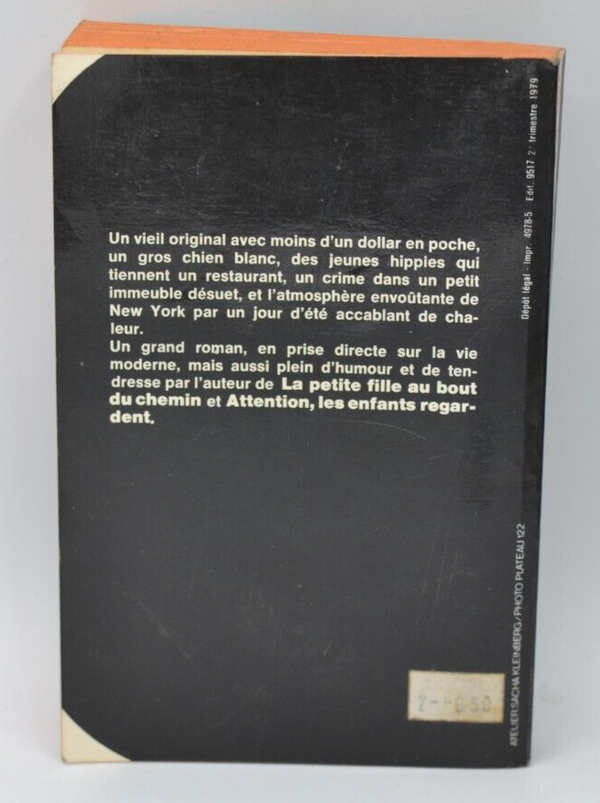 Un vieil original avec moins d'un dollar en poche,
un gros chien blanc, des jeunes hippies qui
tiennent un restaurant, un crime dans un petit
immeuble désuet, et l'atmosphère envoûtante de
New York par un jour d'été accablant de cha-
leur.
Un grand roman, en prise directe sur la vie
moderne, mais aussi plein d'humour et de ten-
dresse par l'auteur de La petite fille au bout
du chemin et Attention, les enfants regar-
dent.
Dépôt légal - Impr. 4978-5 Edit. 9517 2 trimestre 1979
ATELIER SACHA KLEINBERG/PHOTO PLATEAU 122